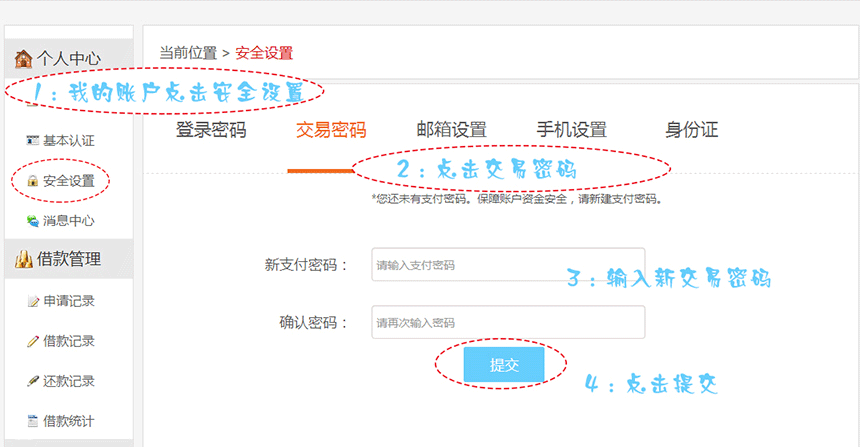 个人中心
当前位置 > 安全设置
1：我的账户点击安全设置
登录密码 交易密码 邮箱设置 手机设置 身份证
基本认证
2：点击交易密码
安全设置
*您还未有支付密码。保障账户资金安全，请新建支付密码。
消息中心
借款管理
新支付密码： 请输入支付密码
3：输入新交易密码
申请记录
确认密码： 请再次输入密码
借款记录
提交
还款记录
4：点击提交
借款统计